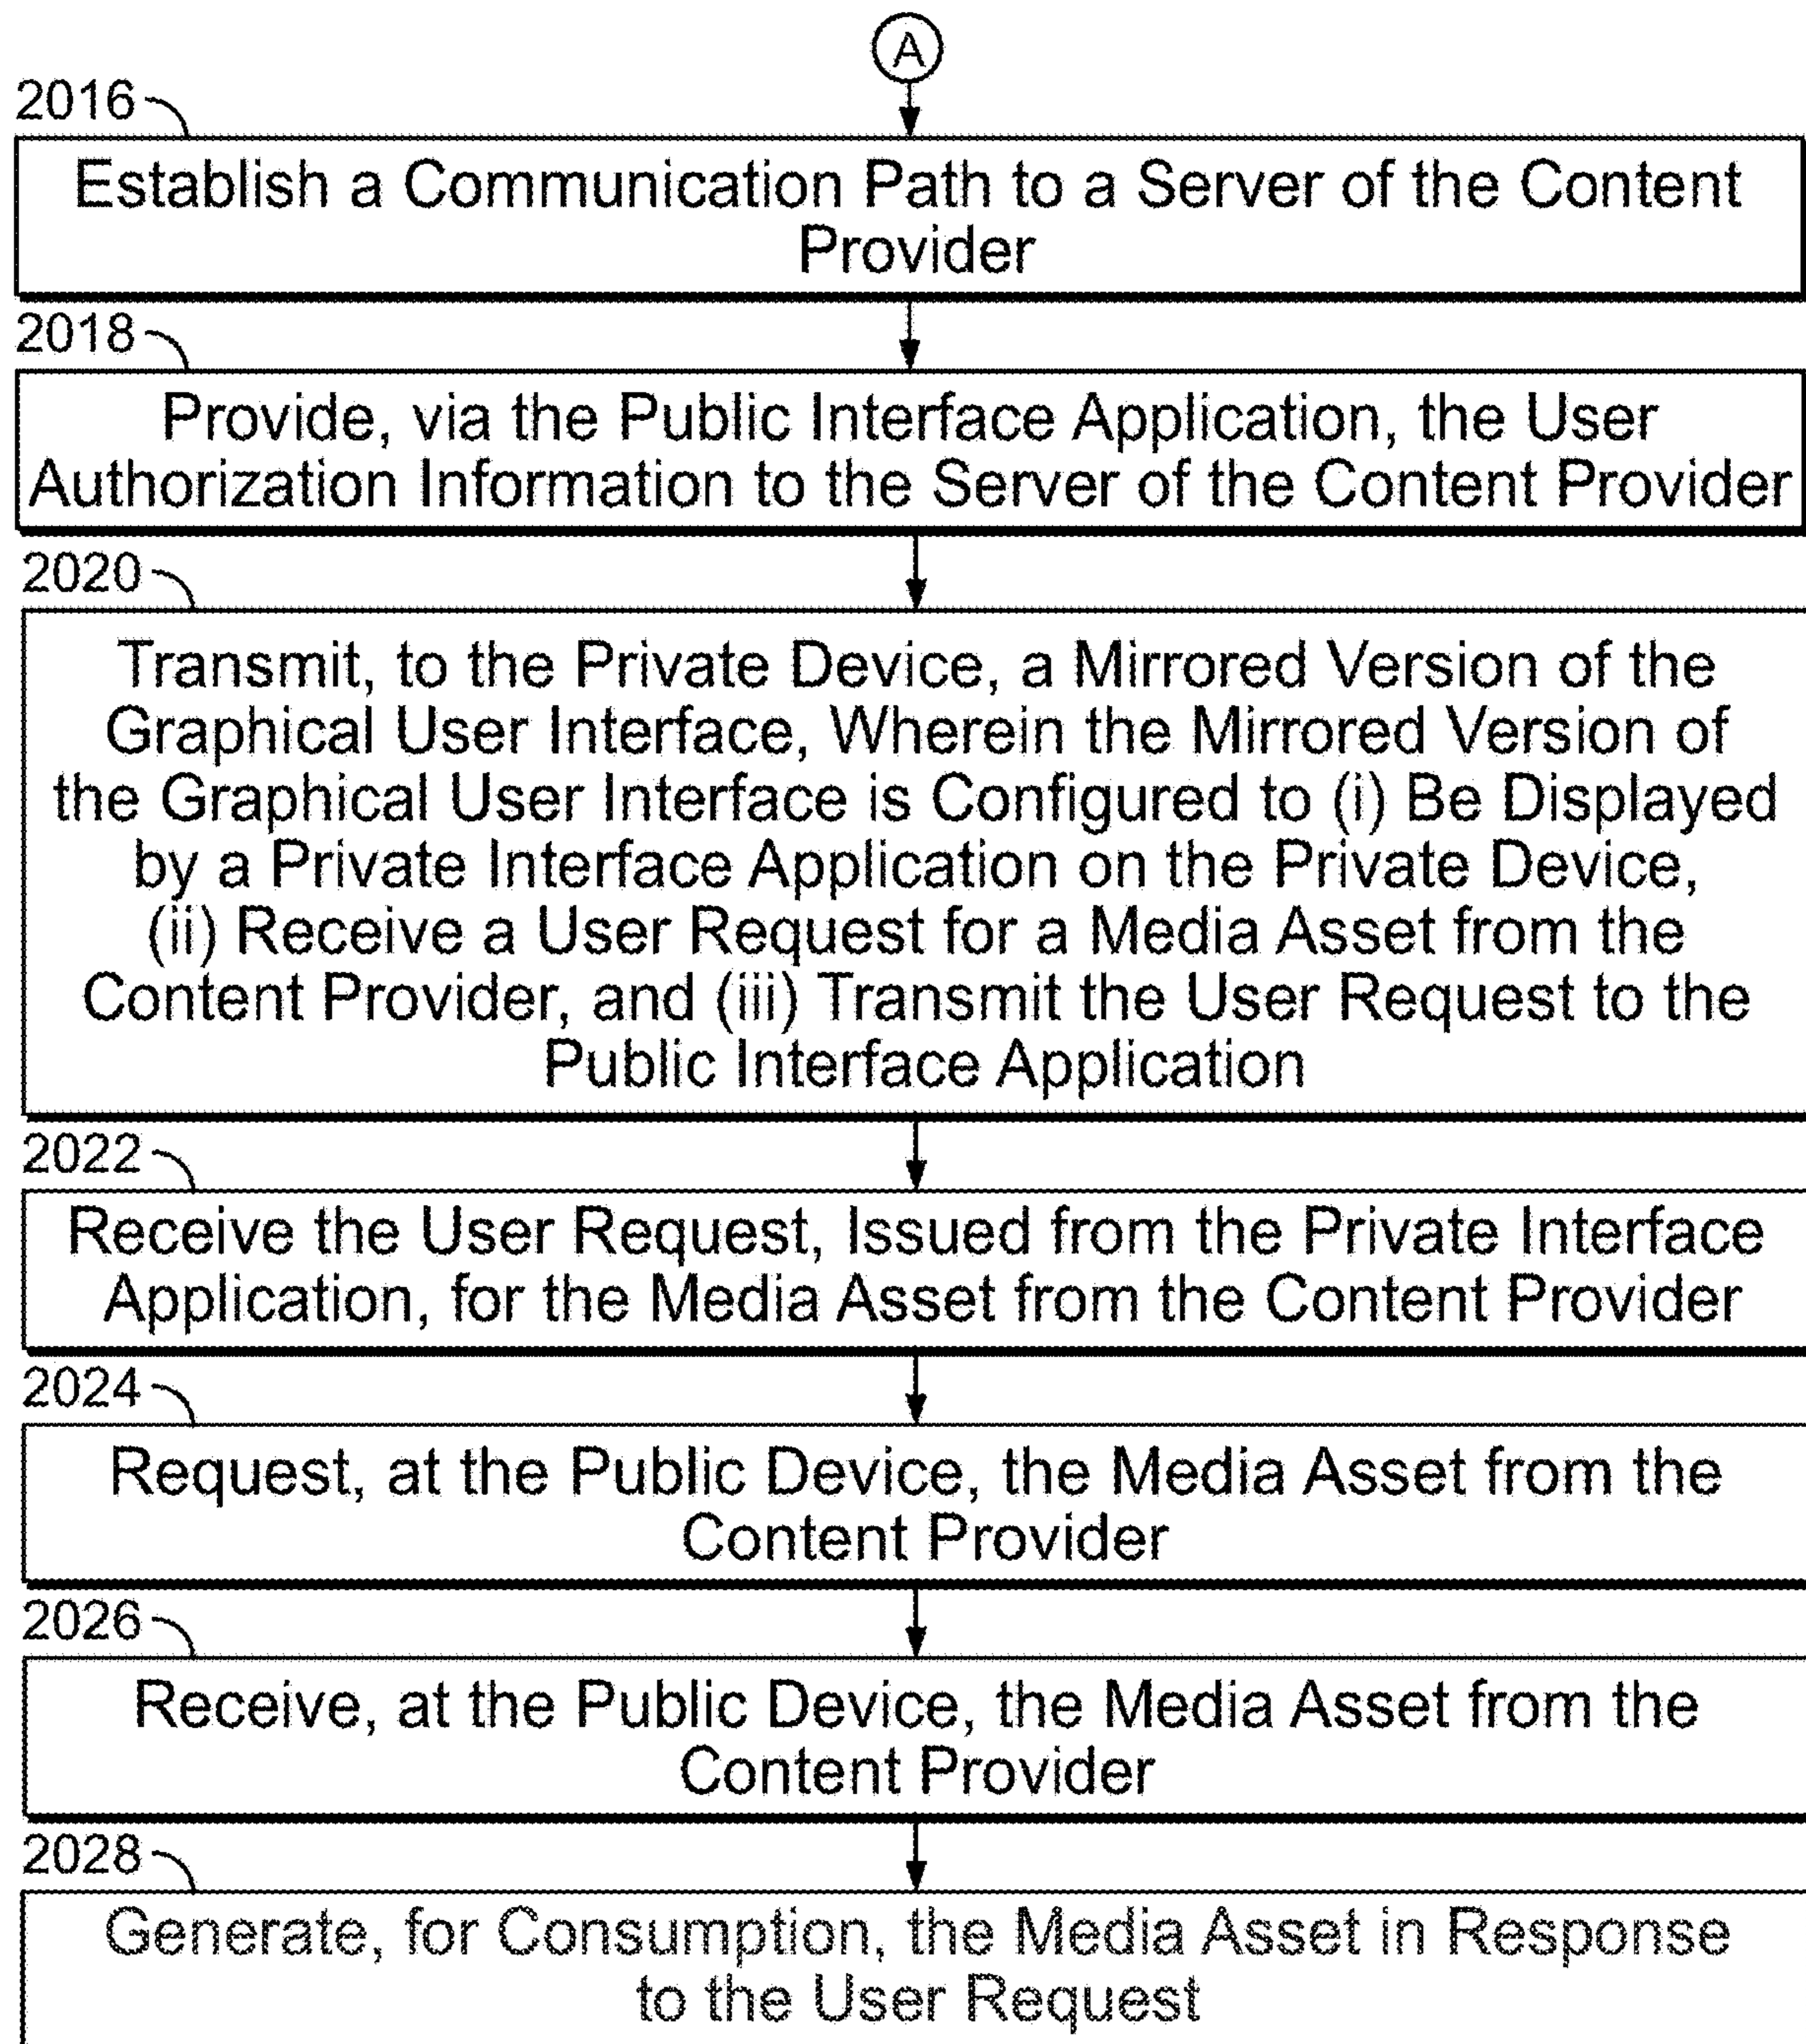 A
2016
Establish a Communication Path to a Server of the Content
Provider
2018
Provide, via the Public Interface Application, the User
Authorization Information to the Server of the Content Provider
2020
Transmit, to the Private Device, a Mirrored Version of the
Graphical User Interface, Wherein the Mirrored Version of
the Graphical User Interface is Configured to (i) Be Displayed
by a Private Interface Application on the Private Device,
(ii) Receive a User Request for a Media Asset from the
Content Provider, and (iii) Transmit the User Request to the
Public Interface Application
2022
Receive the User Request, Issued from the Private Interface
Application, for the Media Asset from the Content Provider
2024
Request, at the Public Device, the Media Asset from the
Content Provider
2026
Receive, at the Public Device, the Media Asset from the
Content Provider
2028
Generate, for Consumption, the Media Asset in Response
to the User Request